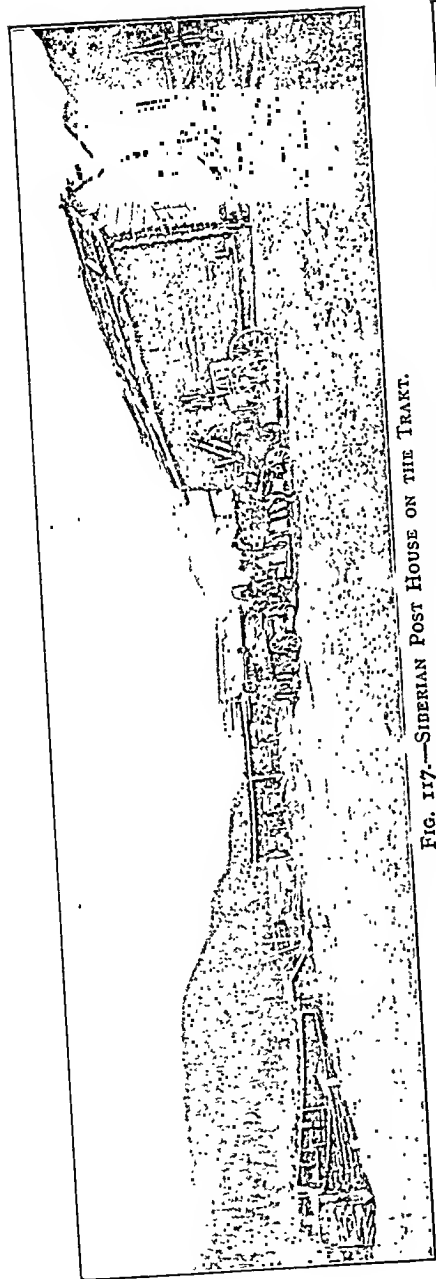 FIG. 117.—SIBERIAN POST HOUSE ON THE TRAKT.